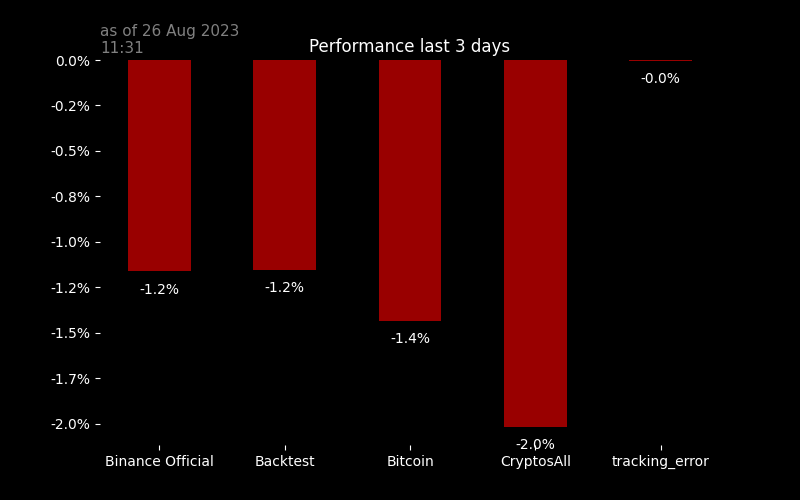 as of 26 Aug 2023
11:31
Performance last 3 days
0.0%
-0.2%
-0.5%
-0.8%
-1.0%
-1.2%
-1.5%
-1.7%
-2.0%
-1.2%
-1.2%
-1.4%
-2.0%
-0.0%
Binance Official
Backtest
Bitcoin
CryptosAll
tracking_error